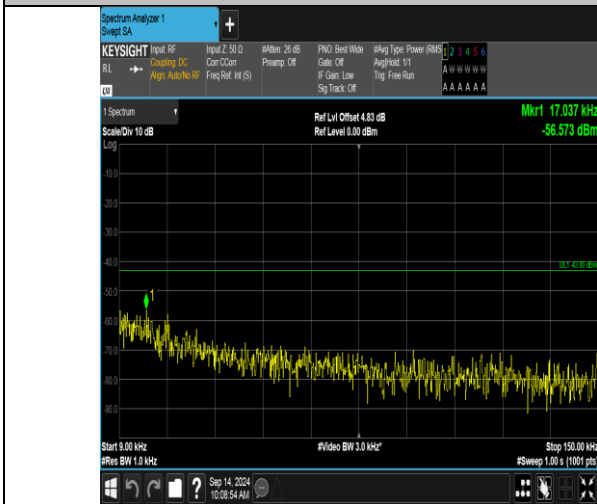 Spectrum Analyzer 1
Swept SA
+
KEYSIGHT Input: RF Input Z: 50 Ω #Atten: 26 dB PNO: Best Wide #Avg Type: Power (RMS 1 2 3 4 5 6
RL Coupling: DC Corr CCorr Preamp: Off Gate: Off Avg|Hold: 1/1 A W W W W W
Align: Auto/No RF Freq Ref: Int (S) IF Gain: Low Trig: Free Run
Sig Track: Off A A A A A A
1 Spectrum Ref Lvl Offset 4.83 dB Mkr1 17.037 kHz
Scale/Div 10 dB Ref Level 0.00 dBm -56.573 dBm
Log
-10.0
-20.0
-30.0
-40.0
DL1 -43.00 dBm
-50.0
1
-60.0
-70.0
-80.0
-90.0
Start 9.00 kHz #Video BW 3.0 kHz* Stop 150.00 kHz
#Res BW 1.0 kHz #Sweep 1.00 s (1001 pts)
? Sep 14, 2024
10:08:54 AM